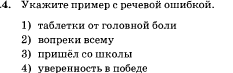 .4. Укажите пример с речевой ошибкой.
1) таблетки от головной боли
2) вопреки всему
3) пришёл со школы
4) уверенность в победе